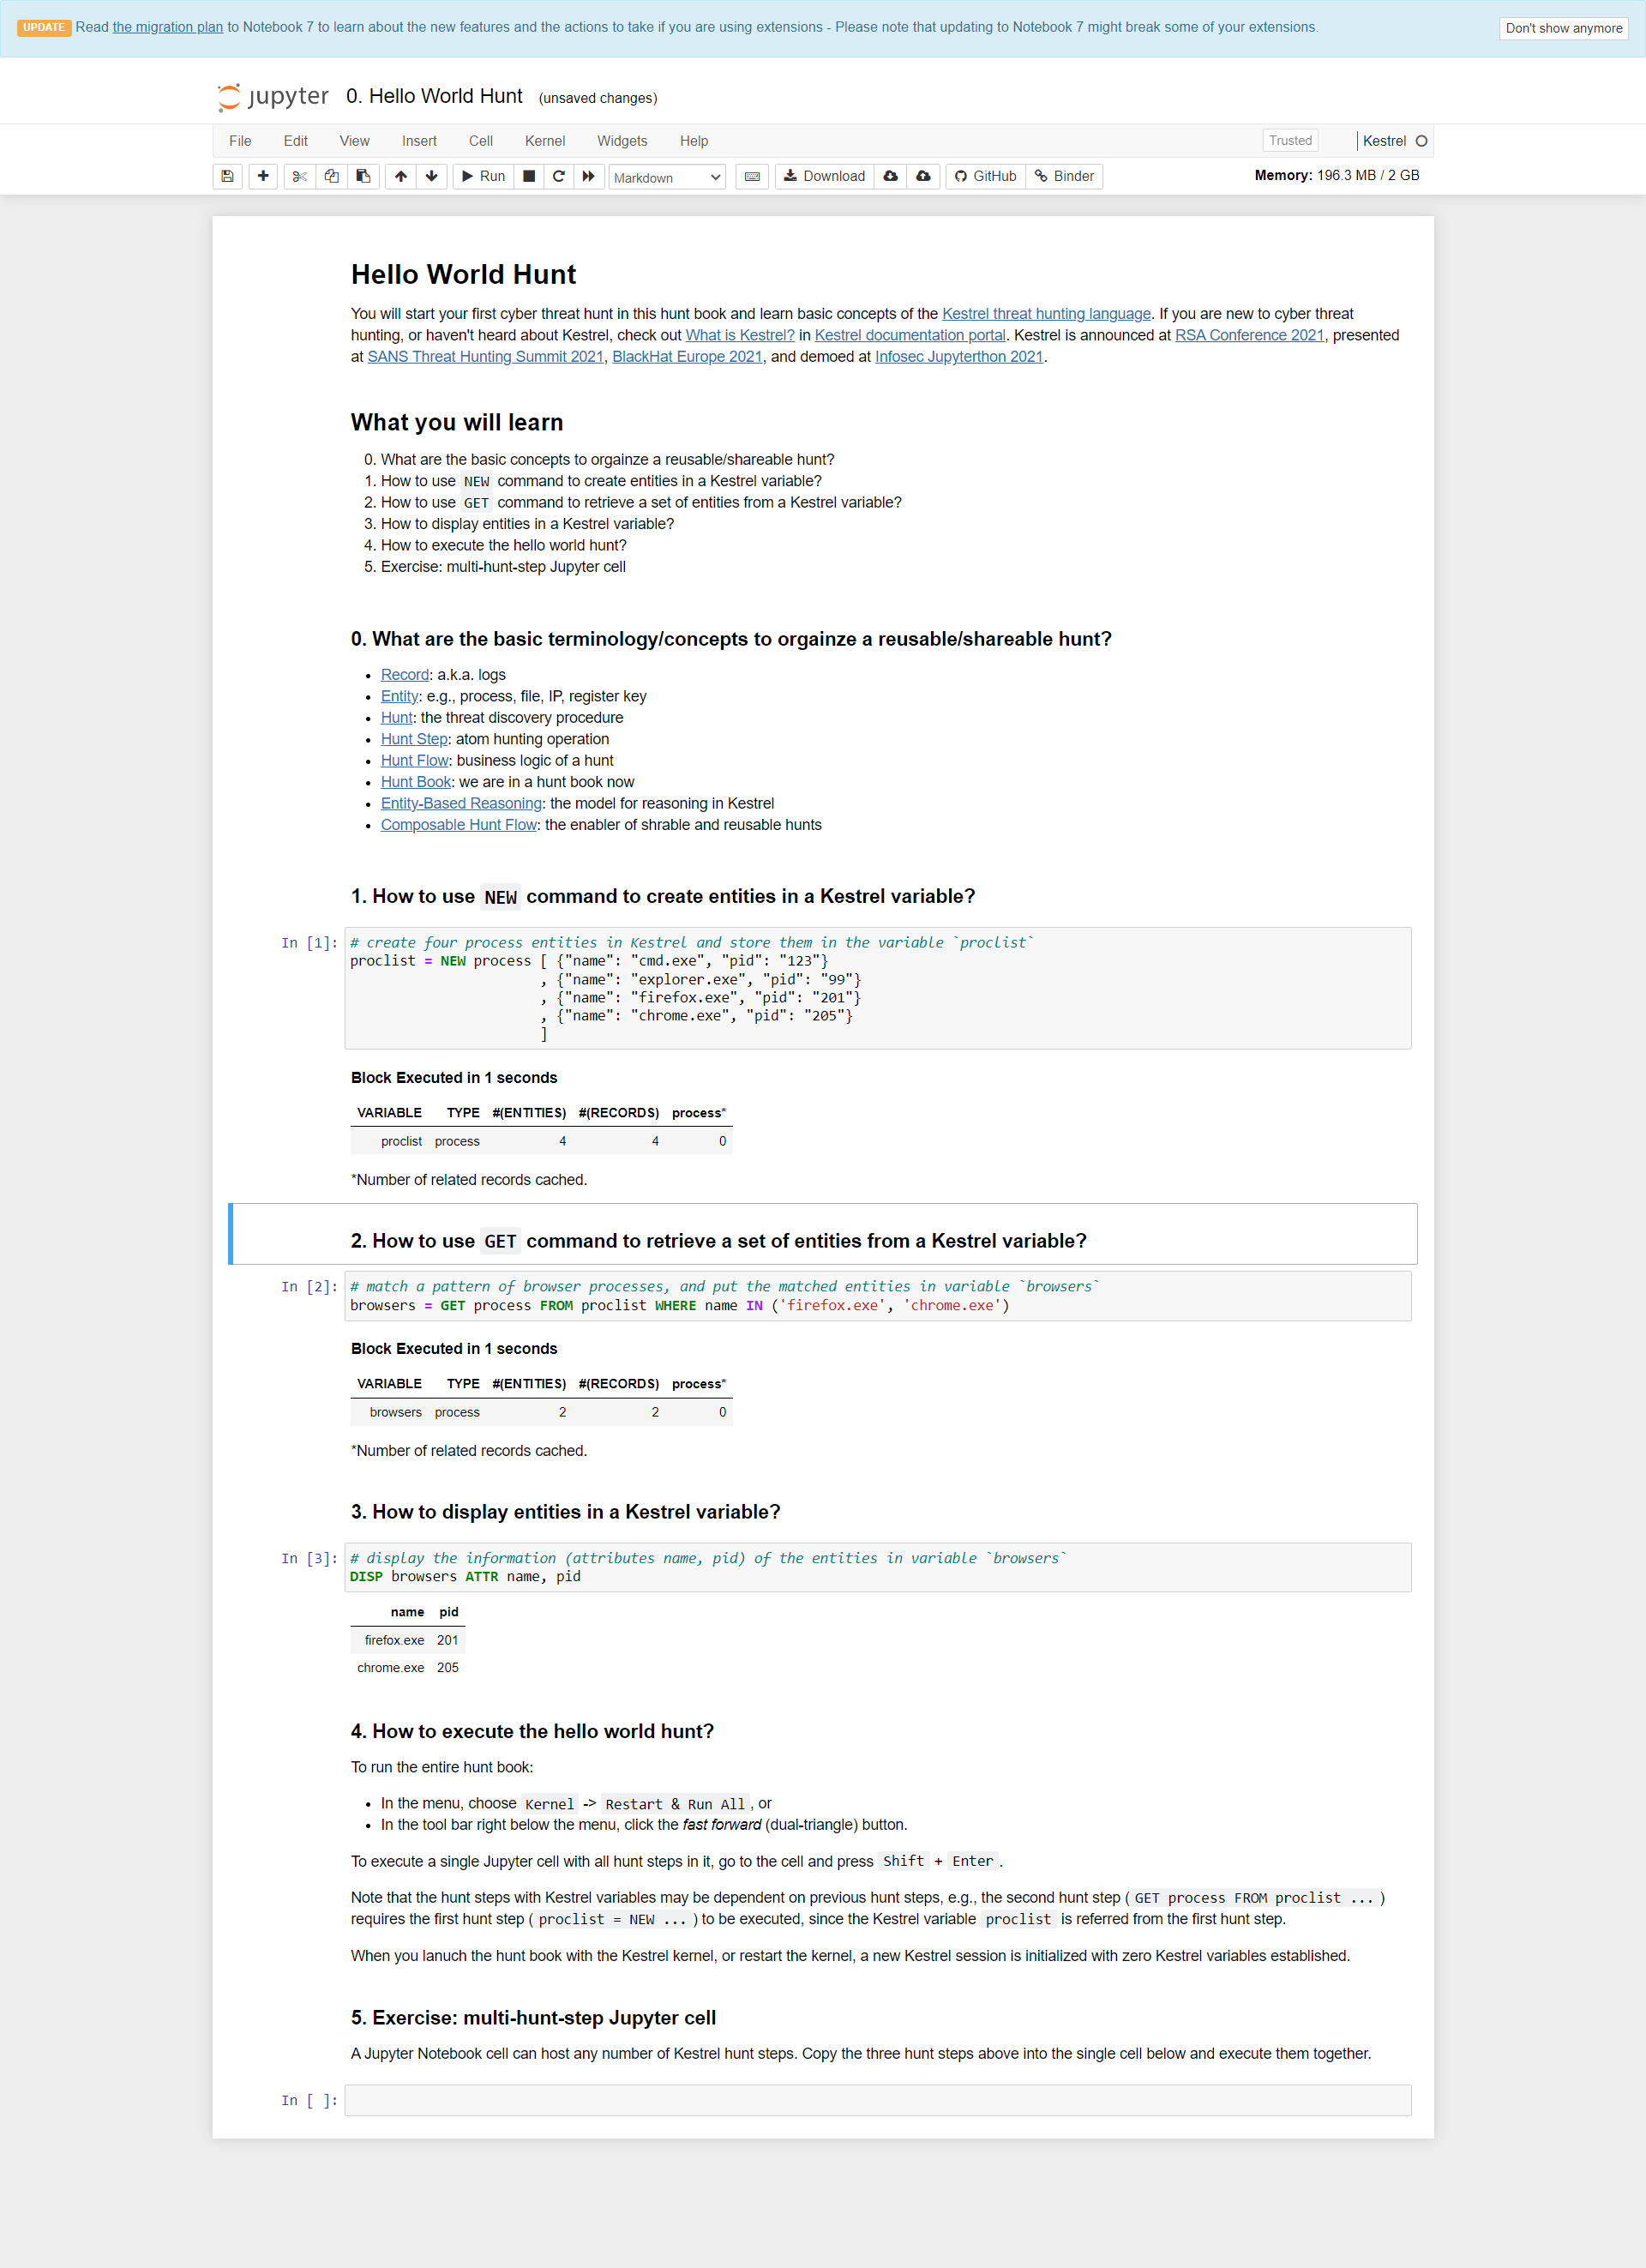 UPDATE Read the migration plan to Notebook 7 to learn about the new features and the actions to take if you are using extensions - Please note that updating to Notebook 7 might break some of your extensions.
Don't show anymore
jupyter 0. Hello World Hunt (unsaved changes)
File Edit View Insert Cell Kernel Widgets Help Trusted Kestrel
Run Markdown Download GitHub Binder Memory: 196.3 MB / 2 GB
Hello World Hunt
You will start your first cyber threat hunt in this hunt book and learn basic concepts of the Kestrel threat hunting language. If you are new to cyber threat
hunting, or haven't heard about Kestrel, check out What is Kestrel? in Kestrel documentation portal. Kestrel is announced at RSA Conference 2021, presented
at SANS Threat Hunting Summit 2021, BlackHat Europe 2021, and demoed at Infosec Jupyterthon 2021.
What you will learn
0. What are the basic concepts to orgainze a reusable/shareable hunt?
1. How to use NEW command to create entities in a Kestrel variable?
2. How to use GET command to retrieve a set of entities from a Kestrel variable?
3. How to display entities in a Kestrel variable?
4. How to execute the hello world hunt?
5. Exercise: multi-hunt-step Jupyter cell
0. What are the basic terminology/concepts to orgainze a reusable/shareable hunt?
• Record: a.k.a. logs
• Entity: e.g., process, file, IP, register key
• Hunt: the threat discovery procedure
• Hunt Step: atom hunting operation
• Hunt Flow: business logic of a hunt
• Hunt Book: we are in a hunt book now
• Entity-Based Reasoning: the model for reasoning in Kestrel
• Composable Hunt Flow: the enabler of shrable and reusable hunts
1. How to use NEW command to create entities in a Kestrel variable?
In [1]: # create four process entities in Kestrel and store them in the variable `proclist`
proclist = NEW process [ {"name": "cmd.exe", "pid": "123"}
, {"name": "explorer.exe", "pid": "99"}
, {"name": "firefox.exe", "pid": "201"}
, {"name": "chrome.exe", "pid": "205"}
]
Block Executed in 1 seconds
VARIABLE TYPE #(ENTITIES) #(RECORDS) process*
proclist process 4 4 0
*Number of related records cached.
2. How to use GET command to retrieve a set of entities from a Kestrel variable?
In [2]: # match a pattern of browser processes, and put the matched entities in variable `browsers`
browsers = GET process FROM proclist WHERE name IN ('firefox.exe', 'chrome.exe')
Block Executed in 1 seconds
VARIABLE TYPE #(ENTITIES) #(RECORDS) process*
browsers process 2 2 0
*Number of related records cached.
3. How to display entities in a Kestrel variable?
In [3]: # display the information (attributes name, pid) of the entities in variable `browsers`
DISP browsers ATTR name, pid
name pid
firefox.exe 201
chrome.exe 205
4. How to execute the hello world hunt?
To run the entire hunt book:
• In the menu, choose Kernel -> Restart & Run All , or
• In the tool bar right below the menu, click the fast forward (dual-triangle) button.
To execute a single Jupyter cell with all hunt steps in it, go to the cell and press Shift + Enter .
Note that the hunt steps with Kestrel variables may be dependent on previous hunt steps, e.g., the second hunt step ( GET process FROM proclist ... )
requires the first hunt step ( proclist = NEW ... ) to be executed, since the Kestrel variable proclist is referred from the first hunt step.
When you lanuch the hunt book with the Kestrel kernel, or restart the kernel, a new Kestrel session is initialized with zero Kestrel variables established.
5. Exercise: multi-hunt-step Jupyter cell
A Jupyter Notebook cell can host any number of Kestrel hunt steps. Copy the three hunt steps above into the single cell below and execute them together.
In [ ]: